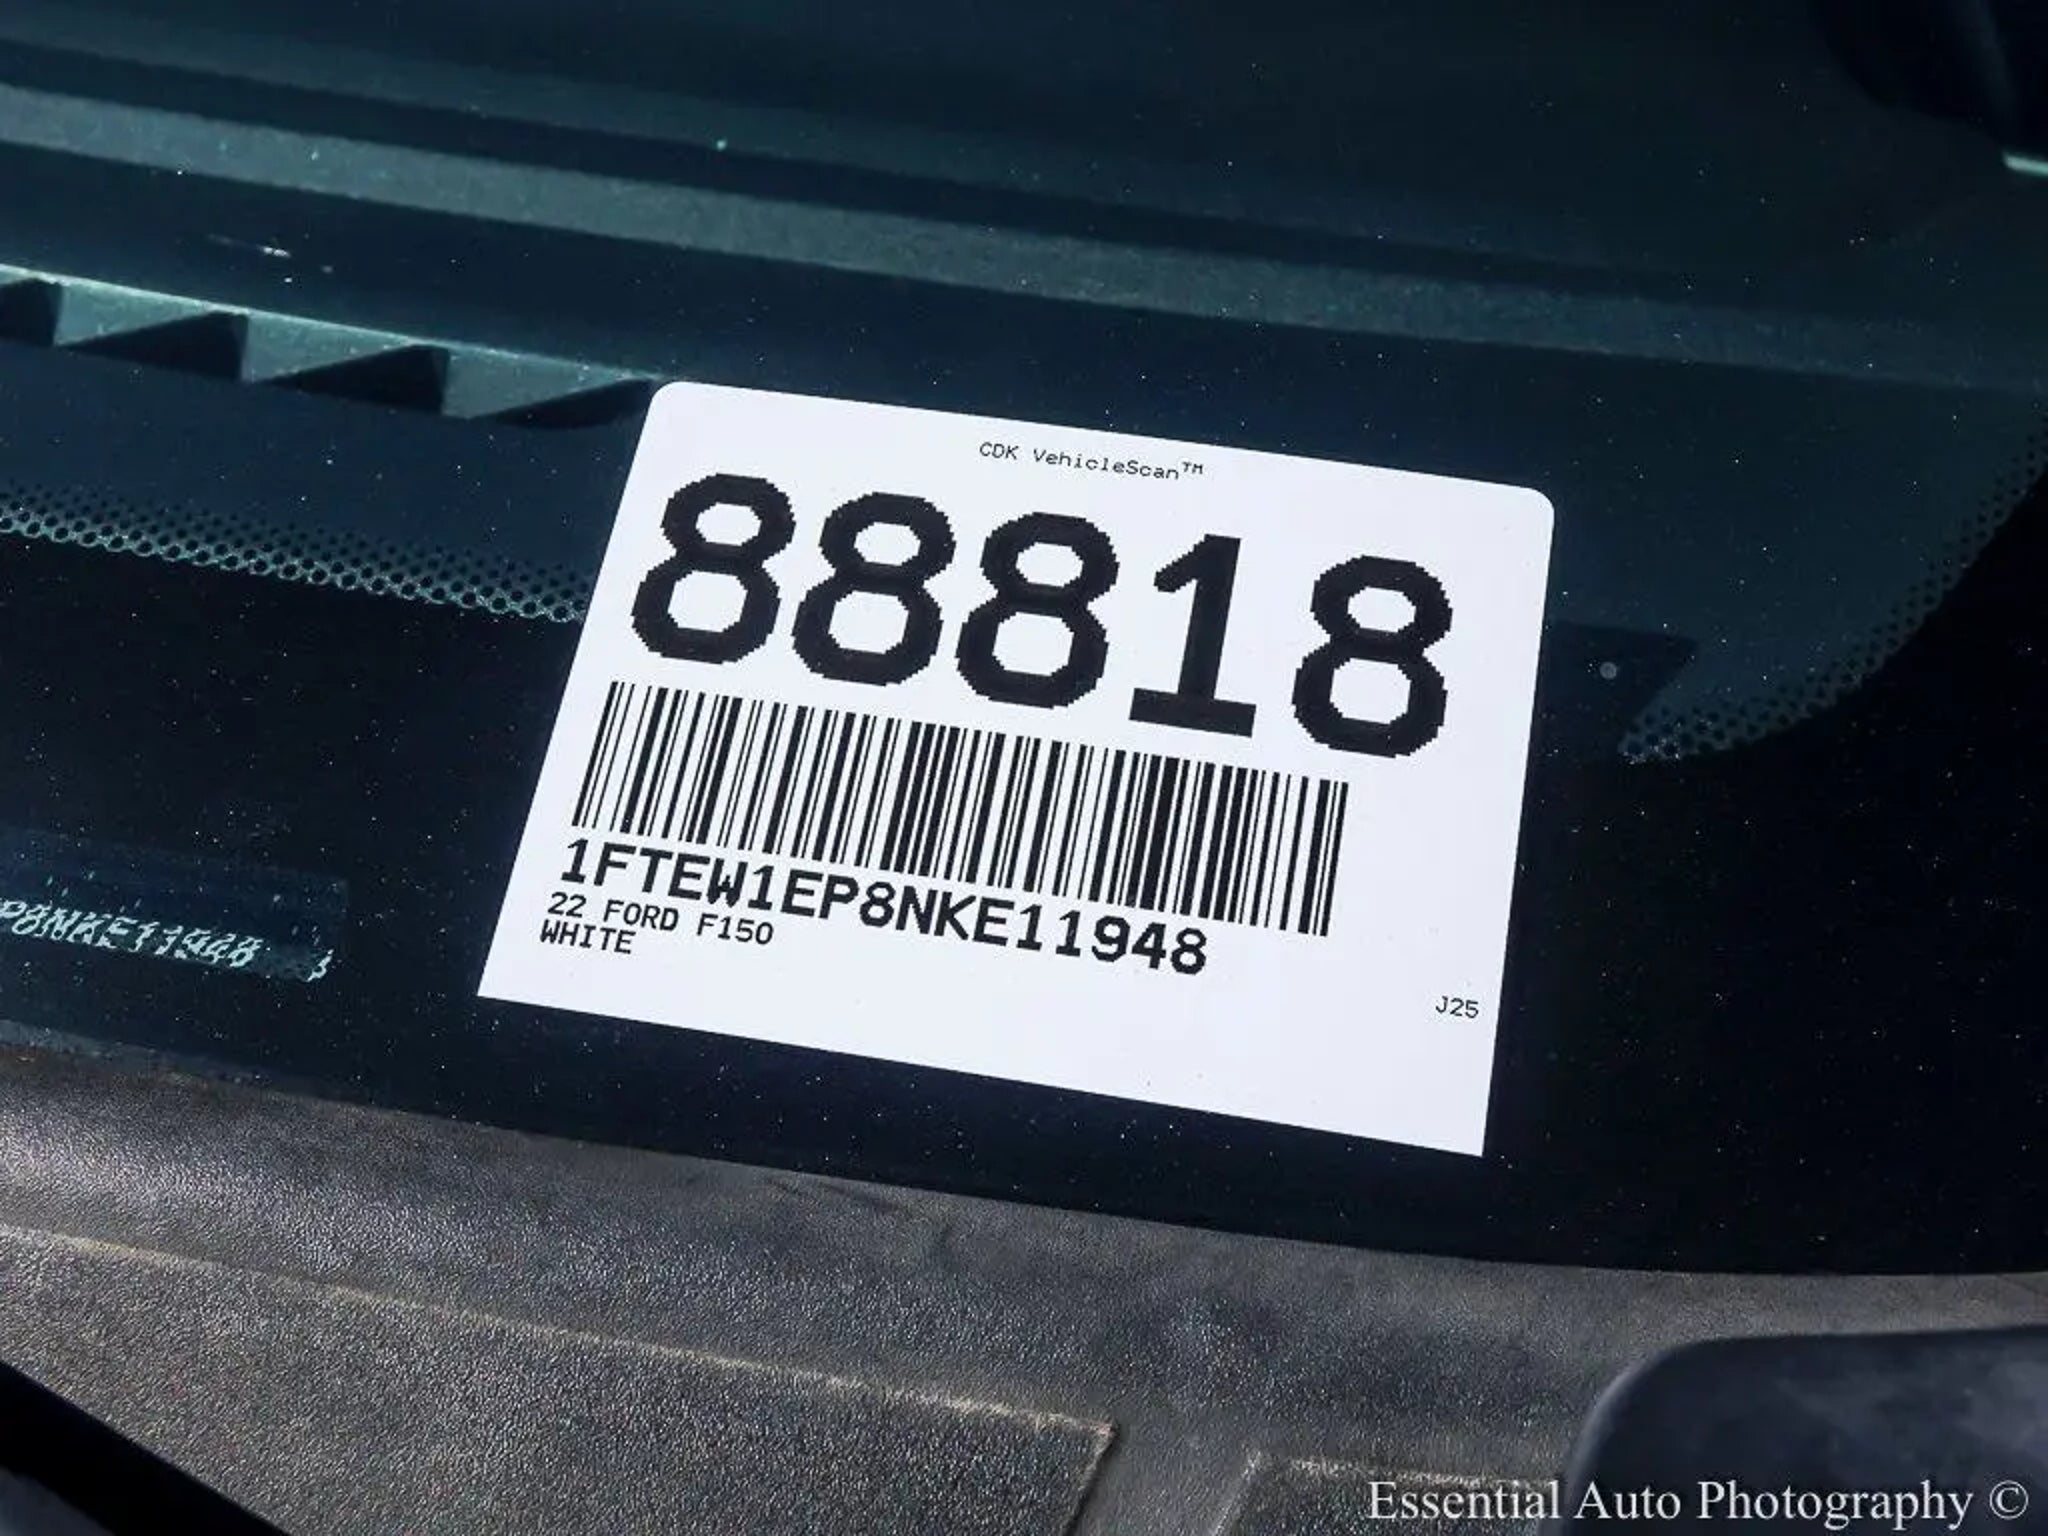 CDK VehicleScan™
88818
1FTEW1EP8NKE11948
22 FORD F150
WHITE
J25
P8NKE11948
Essential Auto Photography ©